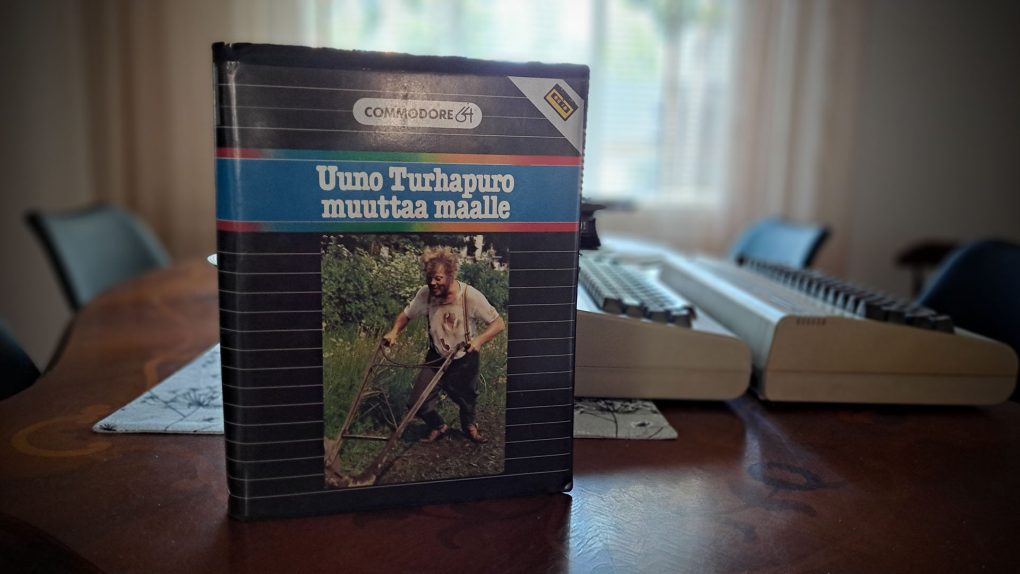 COMMODORE 64
Uuno Turhapuro
muuttaa maalle